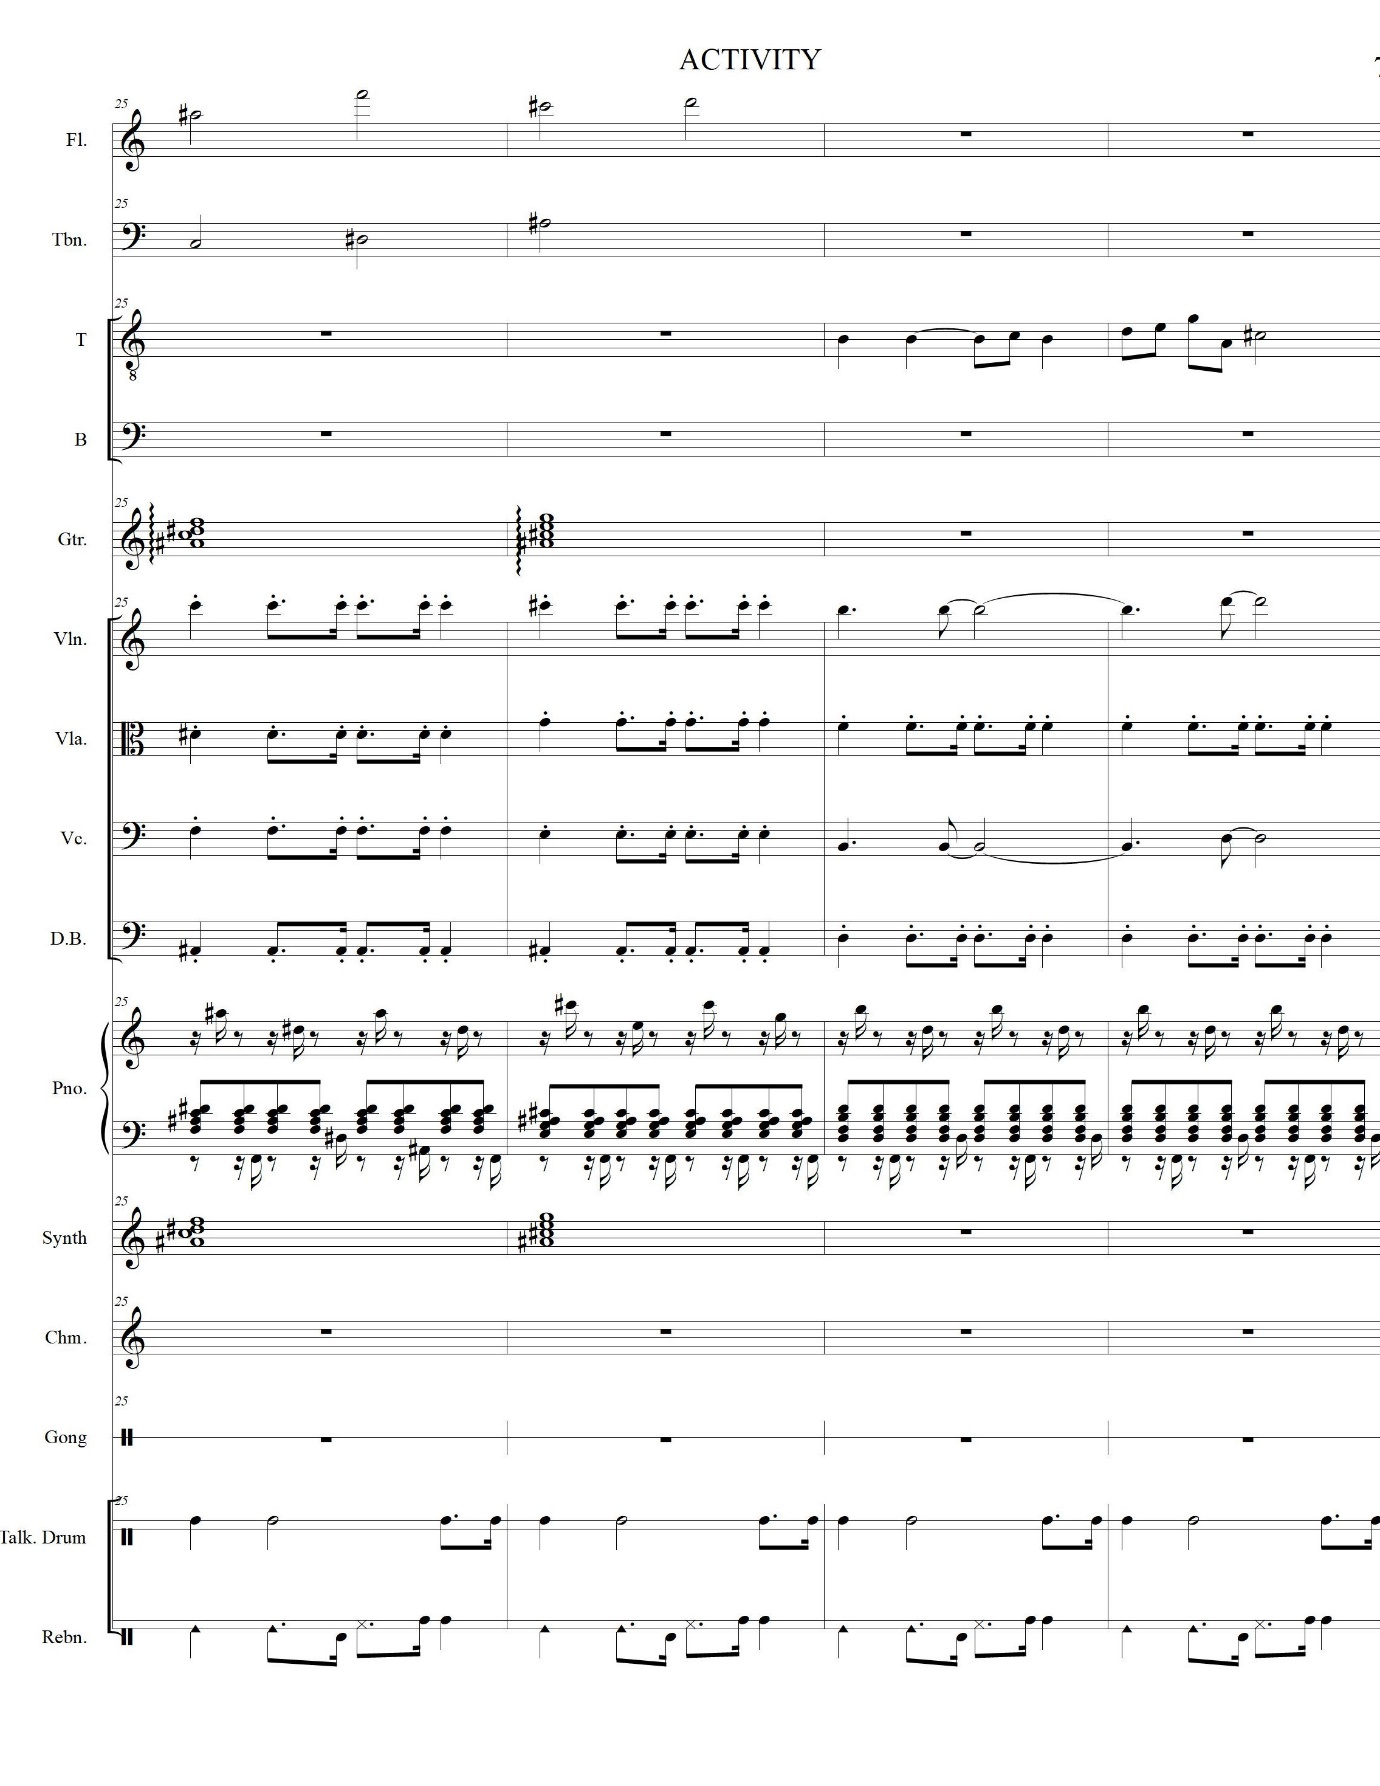 ACTIVITY
25
Fl.
25
Tbn.
25
T
8
B
25
Gtr.
25
Vln.
Vla.
Vc.
D.B.
25
Pno.
25
Synth
25
Chm.
25
Gong
25
Talk. Drum
Rebn.